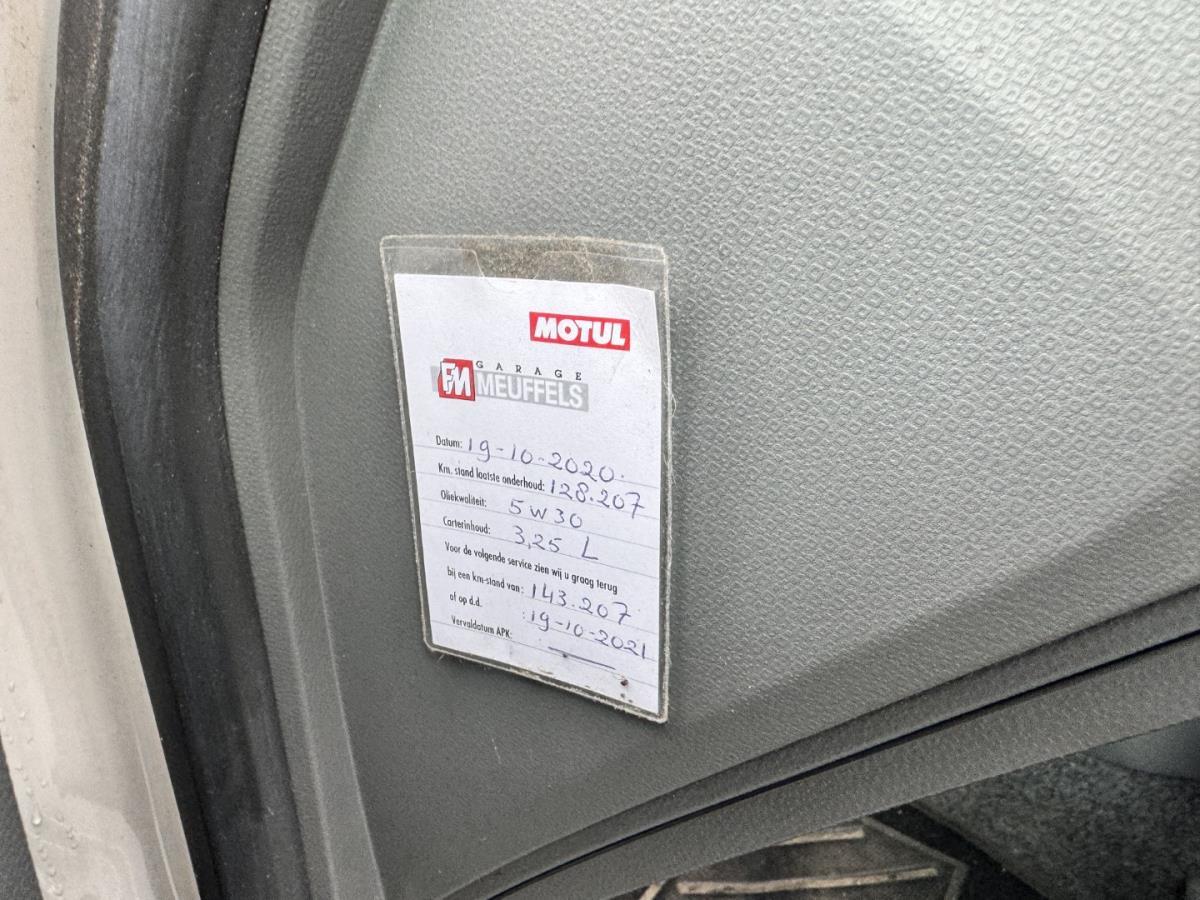 MOTUL
GARAGE
FM MEUFFELS
Datum: 19-10-2020.
Km. stand laatste onderhoud: 128.207
Oliekwaliteit: 5W30
Carterinhoud: 3,25 L
Voor de volgende service zien wij u graag terug
bij een km-stand van: 143.207
of op d.d. : 19-10-2021
Vervaldatum APK: